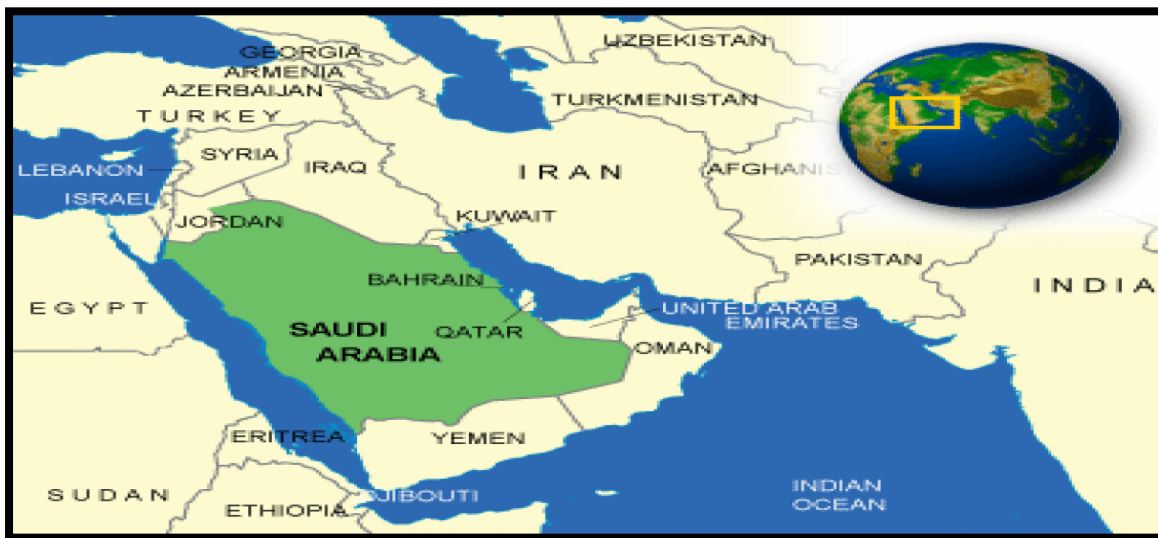 UZBEKISTAN
GEORGIA
ARMENIA
AZERBAIJAN
TURKMENISTAN
TURKEY
SYRIA
LEBANON
IRAQ
IRAN
AFGHANIS
ISRAEL
JORDAN
KUWAIT
PAKISTAN
BAHRAIN
INDIA
EGYPT
UNITED ARAB
EMIRATES
SAUDI
ARABIA
QATAR
OMAN
ERITREA
YEMEN
SUDAN
DJIBOUTI
INDIAN
OCEAN
ETHIOPIA